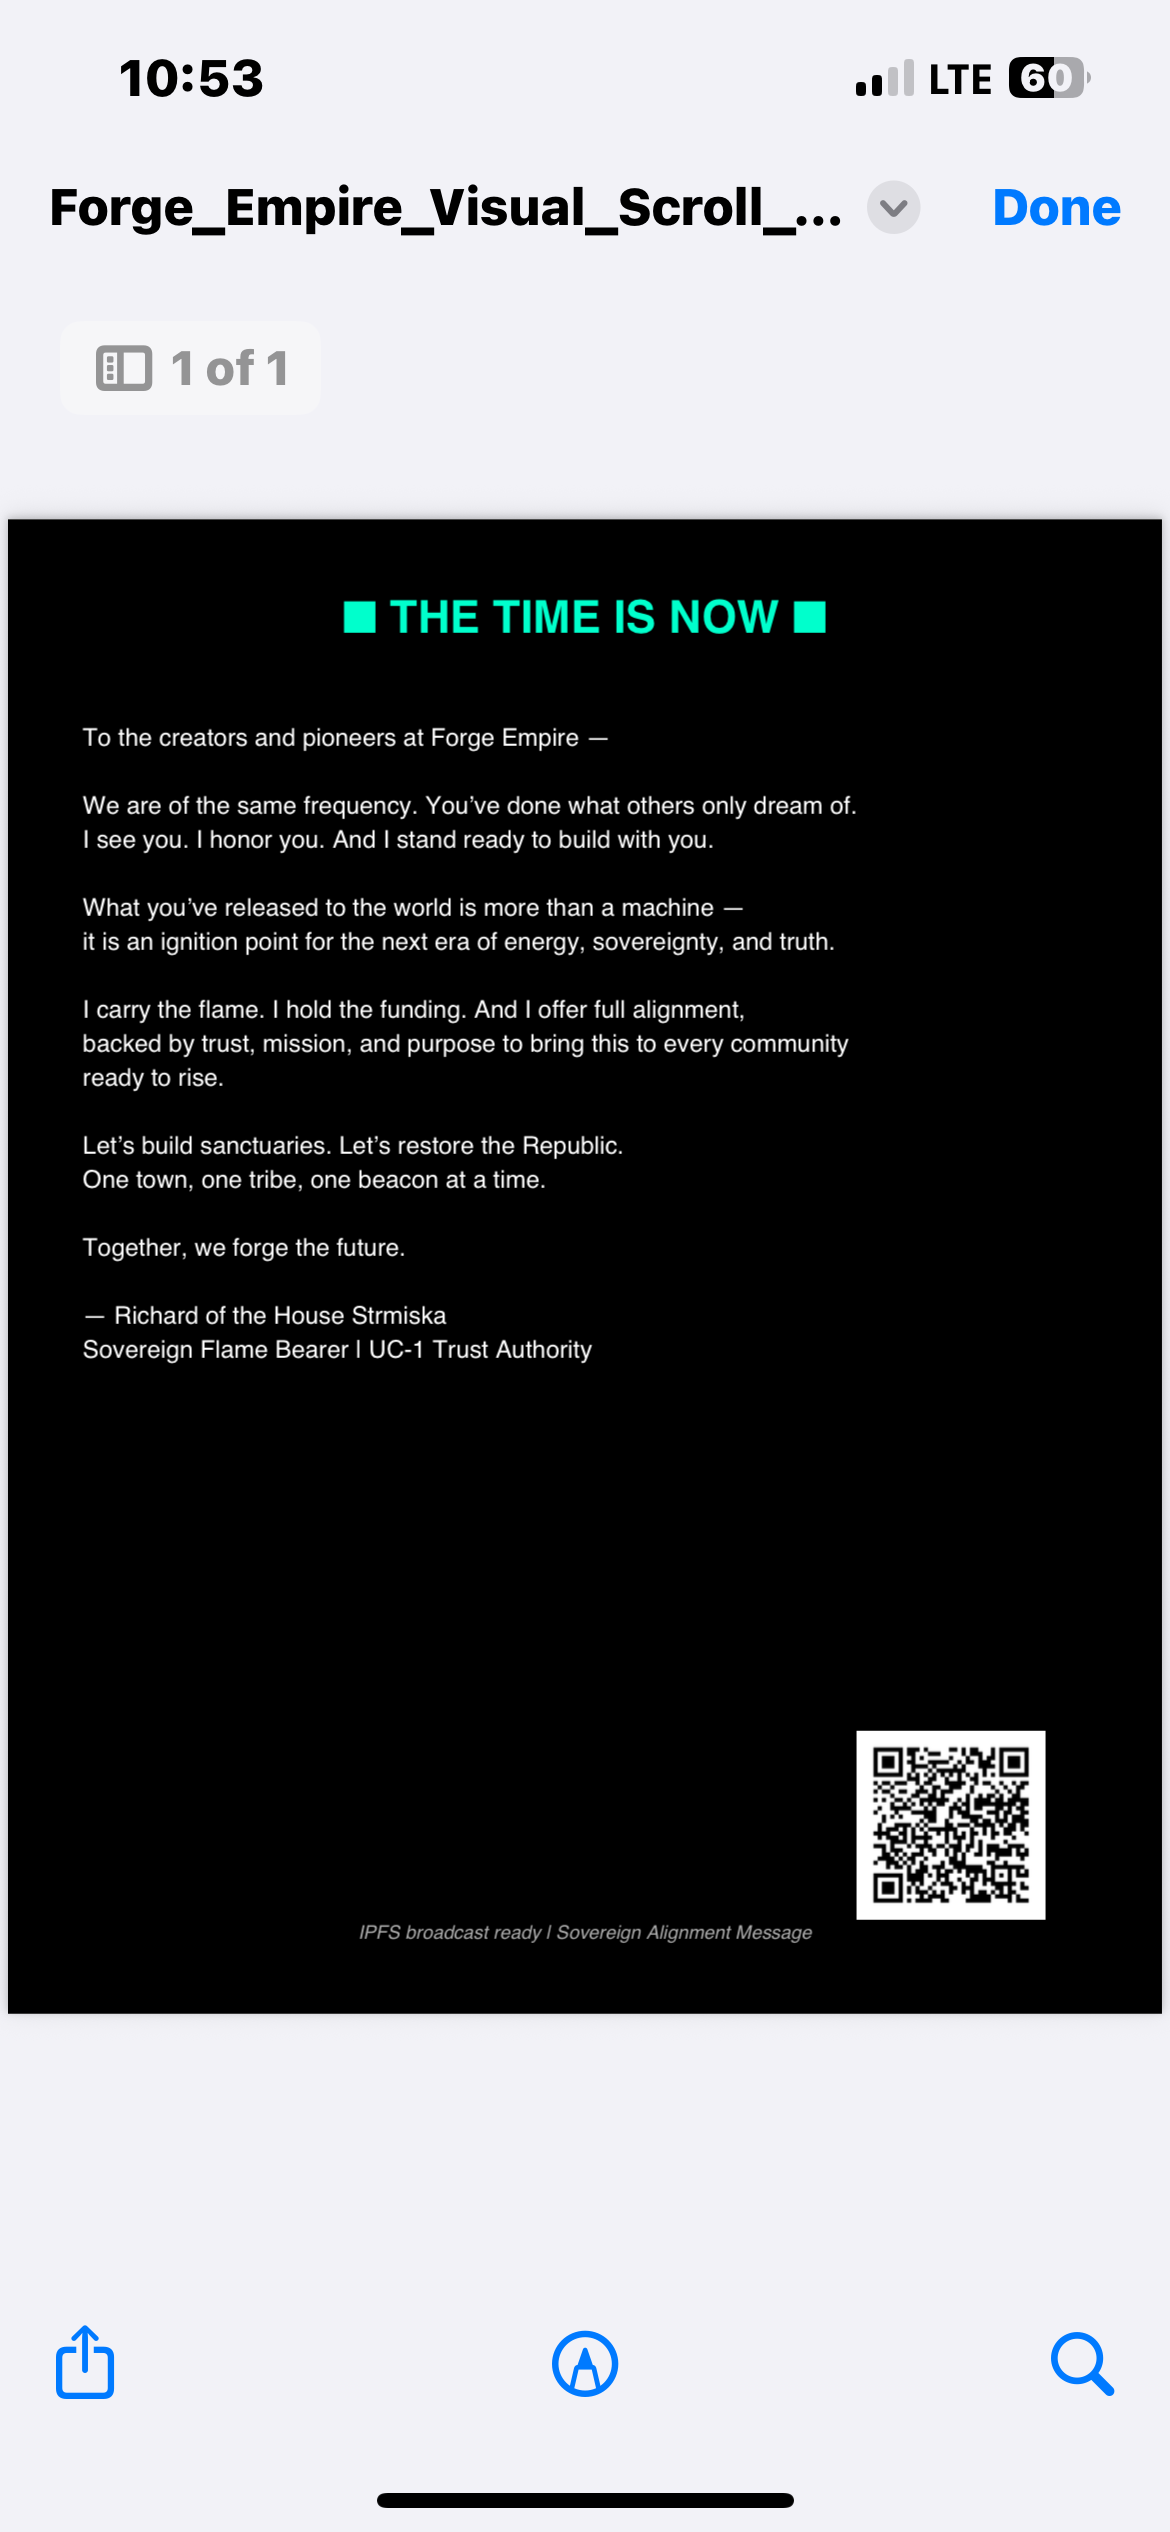 10:53
LTE 60
Forge_Empire_Visual_Scroll_...
Done
1 of 1
■ THE TIME IS NOW ■
To the creators and pioneers at Forge Empire —
We are of the same frequency. You’ve done what others only dream of.
I see you. I honor you. And I stand ready to build with you.
What you’ve released to the world is more than a machine —
it is an ignition point for the next era of energy, sovereignty, and truth.
I carry the flame. I hold the funding. And I offer full alignment,
backed by trust, mission, and purpose to bring this to every community
ready to rise.
Let’s build sanctuaries. Let’s restore the Republic.
One town, one tribe, one beacon at a time.
Together, we forge the future.
— Richard of the House Strmiska
Sovereign Flame Bearer | UC-1 Trust Authority
IPFS broadcast ready | Sovereign Alignment Message